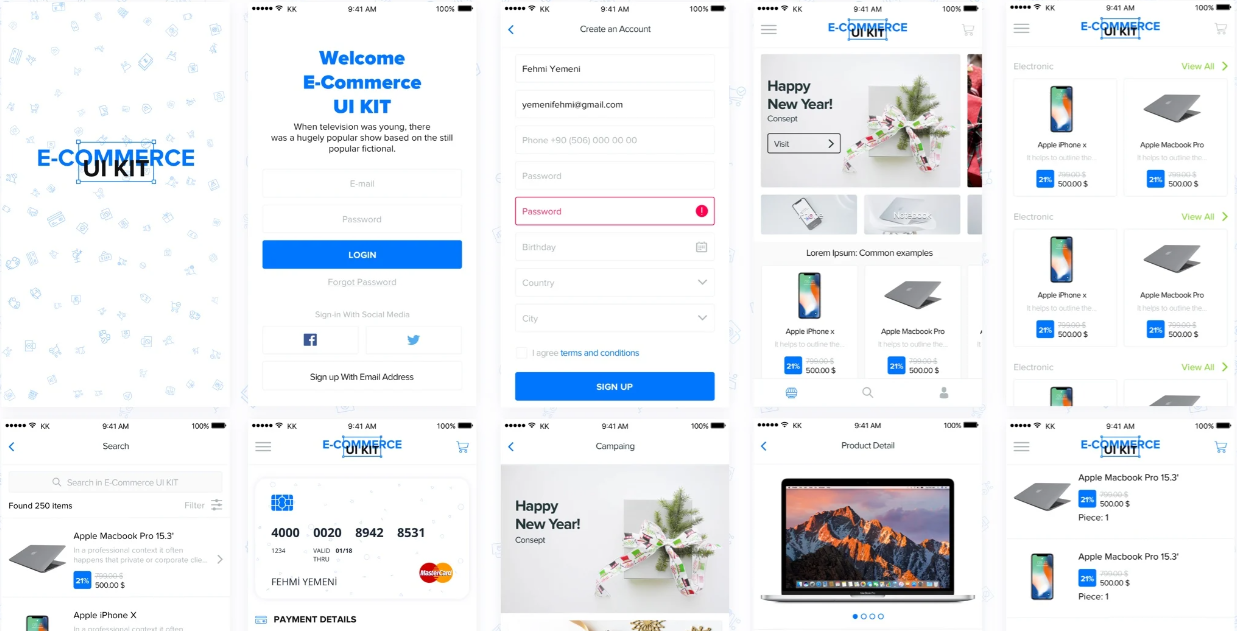 E-COMMERCE
UI KIT
KK
9:41 AM
100%
Welcome
E-Commerce
UI KIT
When television was young, there
was a hugely popular show based on the still
popular fictional.
E-mail
Password
LOGIN
Forgot Password
Sign-in With Social Media
Sign up With Email Address
KK
9:41 AM
100%
Create an Account
Fehmi Yemeni
yemenifehmi@gmail.com
Phone +90 (506) 000 00 00
Password
Password
Birthday
Country
City
I agree terms and conditions
SIGN UP
KK
9:41 AM
100%
E-COMMERCE
UI KIT
Happy
New Year!
Consept
Visit
Phone
Notebook
Lorem Ipsum: Common examples
Apple iPhone x
It helps to outline the...
21%
799.00 $
500.00 $
Apple Macbook Pro
It helps to outline the...
21%
799.00 $
500.00 $
KK
9:41 AM
100%
E-COMMERCE
UI KIT
Electronic
View All
Apple iPhone x
It helps to outline the...
21%
799.00 $
500.00 $
Apple Macbook Pro
It helps to outline the...
21%
799.00 $
500.00 $
Electronic
View All
Apple iPhone x
It helps to outline the...
21%
799.00 $
500.00 $
Apple Macbook Pro
It helps to outline the...
21%
799.00 $
500.00 $
Electronic
View All
KK
9:41 AM
100%
Search
Search in E-Commerce UI KIT
Found 250 items
Filter
Apple Macbook Pro 15.3'
In a professional context it often
happens that private or corporate clie...
21%
799.00 $
500.00 $
Apple iPhone X
In a professional context it often
KK
9:41 AM
100%
E-COMMERCE
UI KIT
4000 0020 8942 8531
1234
VALID
THRU
01/18
FEHMİ YEMENİ
MasterCard
PAYMENT DETAILS
KK
9:41 AM
100%
Campaing
Happy
New Year!
Consept
KK
9:41 AM
100%
Product Detail
KK
9:41 AM
100%
E-COMMERCE
UI KIT
Apple Macbook Pro 15.3'
21%
799.00 $
500.00 $
Piece: 1
Apple Macbook Pro 15.3'
21%
799.00 $
500.00 $
Piece: 1